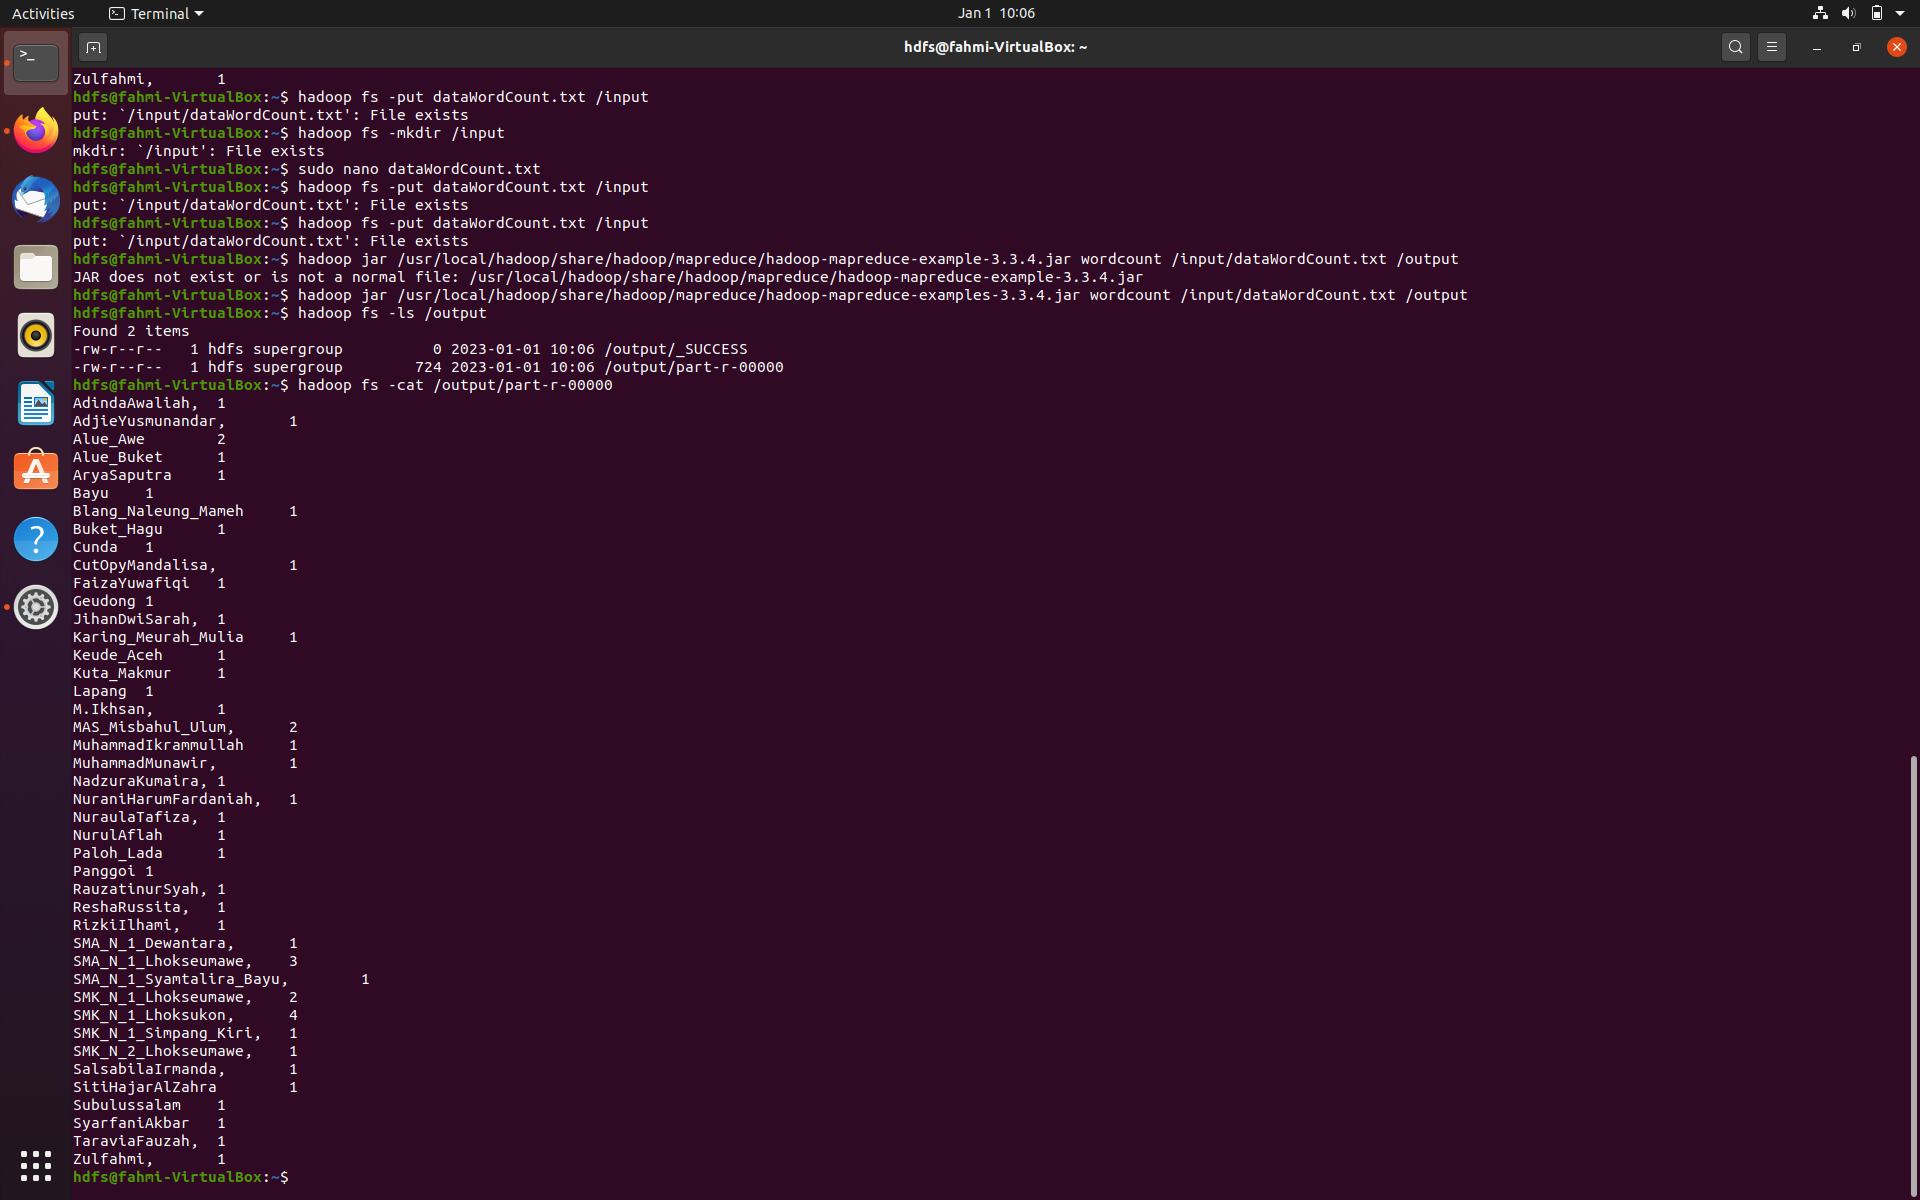 Activities
Terminal
Jan 1 10:06
hdfs@fahmi-VirtualBox: ~
Zulfahmi,       1
hdfs@fahmi-VirtualBox:~$ hadoop fs -put dataWordCount.txt /input
put: `/input/dataWordCount.txt': File exists
hdfs@fahmi-VirtualBox:~$ hadoop fs -mkdir /input
mkdir: `/input': File exists
hdfs@fahmi-VirtualBox:~$ sudo nano dataWordCount.txt
hdfs@fahmi-VirtualBox:~$ hadoop fs -put dataWordCount.txt /input
put: `/input/dataWordCount.txt': File exists
hdfs@fahmi-VirtualBox:~$ hadoop fs -put dataWordCount.txt /input
put: `/input/dataWordCount.txt': File exists
hdfs@fahmi-VirtualBox:~$ hadoop jar /usr/local/hadoop/share/hadoop/mapreduce/hadoop-mapreduce-example-3.3.4.jar wordcount /input/dataWordCount.txt /output
JAR does not exist or is not a normal file: /usr/local/hadoop/share/hadoop/mapreduce/hadoop-mapreduce-example-3.3.4.jar
hdfs@fahmi-VirtualBox:~$ hadoop jar /usr/local/hadoop/share/hadoop/mapreduce/hadoop-mapreduce-examples-3.3.4.jar wordcount /input/dataWordCount.txt /output
hdfs@fahmi-VirtualBox:~$ hadoop fs -ls /output
Found 2 items
-rw-r--r--   1 hdfs supergroup          0 2023-01-01 10:06 /output/_SUCCESS
-rw-r--r--   1 hdfs supergroup        724 2023-01-01 10:06 /output/part-r-00000
hdfs@fahmi-VirtualBox:~$ hadoop fs -cat /output/part-r-00000
AdindaAwaliah,  1
AdjieYusmunandar,       1
Alue_Awe        2
Alue_Buket      1
AryaSaputra     1
Bayu    1
Blang_Naleung_Mameh     1
Buket_Hagu      1
Cunda   1
CutOpyMandalisa,        1
FaizaYuwafiqi   1
Geudong 1
JihanDwiSarah,  1
Karing_Meurah_Mulia     1
Keude_Aceh      1
Kuta_Makmur     1
Lapang  1
M.Ikhsan,       1
MAS_Misbahul_Ulum,      2
MuhammadIkrammullah     1
MuhammadMunawir,        1
NadzuraKumaira, 1
NuraniHarumFardaniah,   1
NuraulaTafiza,  1
NurulAflah      1
Paloh_Lada      1
Panggoi 1
RauzatinurSyah, 1
ReshaRussita,   1
RizkiIlhami,    1
SMA_N_1_Dewantara,      1
SMA_N_1_Lhokseumawe,    3
SMA_N_1_Syamtalira_Bayu,        1
SMK_N_1_Lhokseumawe,    2
SMK_N_1_Lhoksukon,      4
SMK_N_1_Simpang_Kiri,   1
SMK_N_2_Lhokseumawe,    1
SalsabilaIrmanda,       1
SitiHajarAlZahra        1
Subulussalam    1
SyarfaniAkbar   1
TaraviaFauzah,  1
Zulfahmi,       1
hdfs@fahmi-VirtualBox:~$